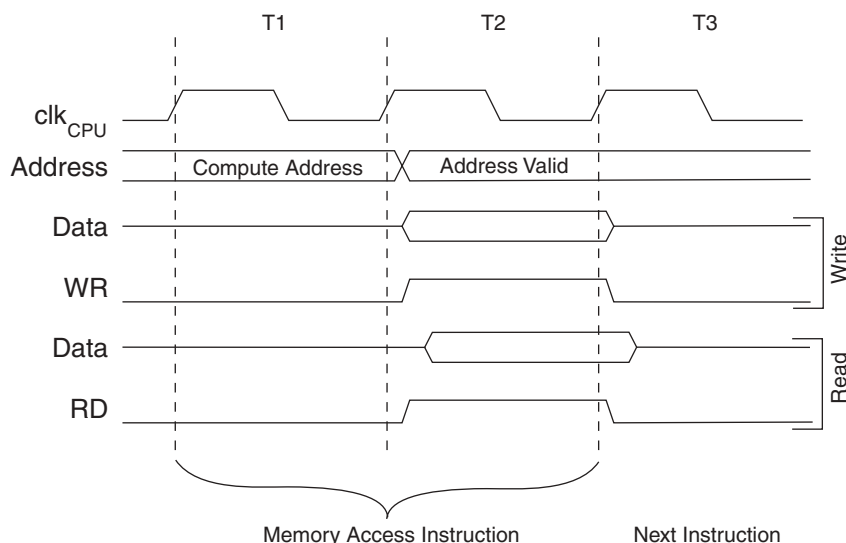 T1 T2 T3
clkCPU
Address Compute Address Address Valid
Data
WR
Write
Data
RD
Read
Memory Access Instruction Next Instruction